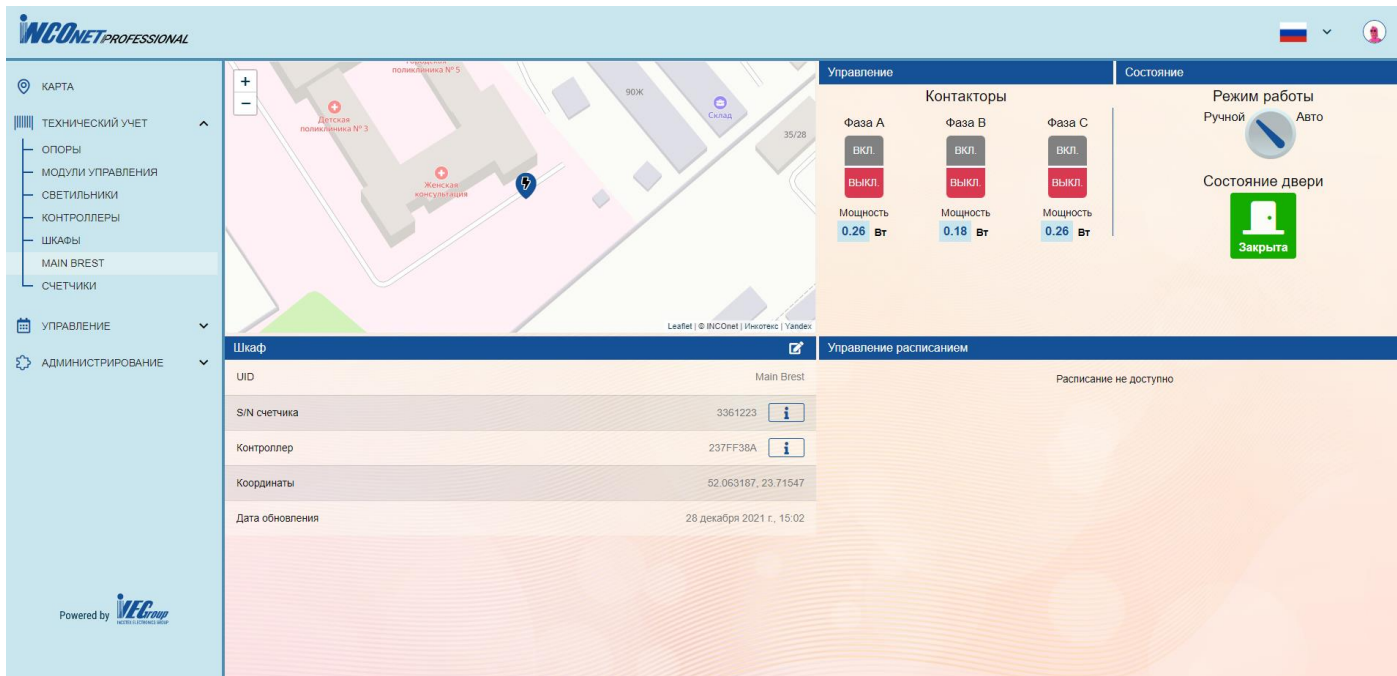 iNCONET PROFESSIONAL
КАРТА
ТЕХНИЧЕСКИЙ УЧЕТ
ОПОРЫ
МОДУЛИ УПРАВЛЕНИЯ
СВЕТИЛЬНИКИ
КОНТРОЛЛЕРЫ
ШКАФЫ
MAIN BREST
СЧЕТЧИКИ
УПРАВЛЕНИЕ
АДМИНИСТРИРОВАНИЕ
Powered by iNEGroup
+
−
поликлиника № 5
90Ж
Детская
поликлиника № 3
Склад
35/28
Женская
консультация
Leaflet | © INCOnet | Инкотекс | Yandex
Управление
Состояние
Контакторы
Фаза A
Фаза B
Фаза C
ВКЛ.
ВКЛ.
ВКЛ.
ВЫКЛ.
ВЫКЛ.
ВЫКЛ.
Мощность
Мощность
Мощность
0.26 Вт
0.18 Вт
0.26 Вт
Режим работы
Ручной
Авто
Состояние двери
Закрыта
Шкаф
UID Main Brest
S/N счетчика 3361223 i
Контроллер 237FF38A i
Координаты 52.063187, 23.71547
Дата обновления 28 декабря 2021 г., 15:02
Управление расписанием
Расписание не доступно